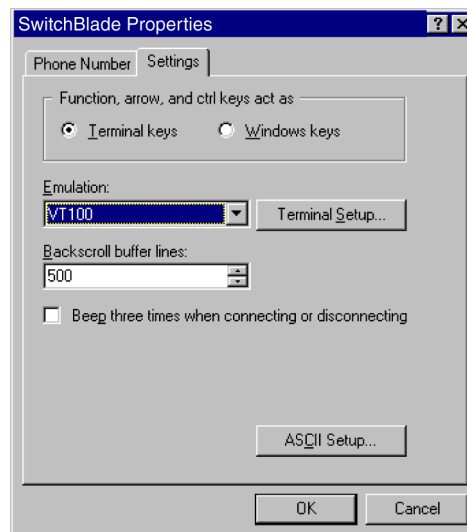 SwitchBlade Properties
Phone Number Settings
Function, arrow, and ctrl keys act as
Terminal keys Windows keys
Emulation:
VT100 Terminal Setup...
Backscroll buffer lines:
500
Beep three times when connecting or disconnecting
ASCII Setup...
OK Cancel